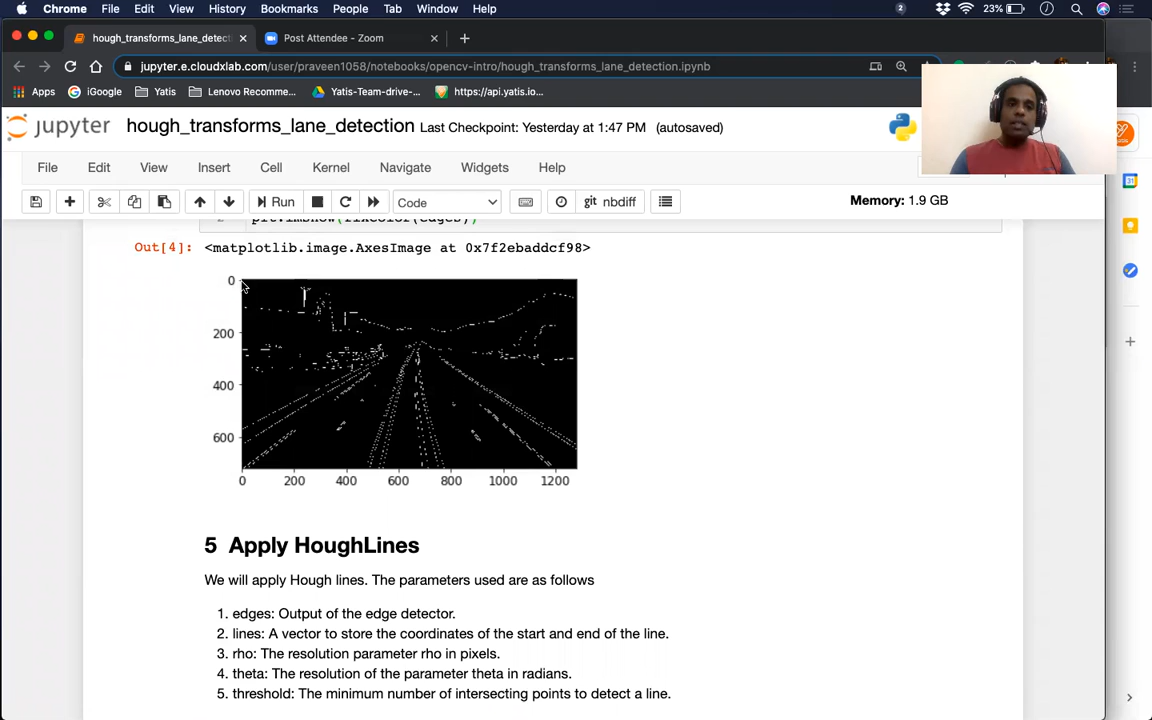 Chrome File Edit View History Bookmarks People Tab Window Help 2 23%
hough_transforms_lane_detecti Post Attendee - Zoom
jupyter.e.cloudxlab.com/user/praveen1058/notebooks/opencv-intro/hough_transforms_lane_detection.ipynb
Apps iGoogle Yatis Lenovo Recomme... Yatis-Team-drive-... https://api.yatis.io...
jupyter hough_transforms_lane_detection Last Checkpoint: Yesterday at 1:47 PM (autosaved)
File Edit View Insert Cell Kernel Navigate Widgets Help
Run Code git nbdiff Memory: 1.9 GB
Out[4]: <matplotlib.image.AxesImage at 0x7f2ebaddcf98>
0
200
400
600
0 200 400 600 800 1000 1200
5 Apply HoughLines
We will apply Hough lines. The parameters used are as follows
1. edges: Output of the edge detector.
2. lines: A vector to store the coordinates of the start and end of the line.
3. rho: The resolution parameter rho in pixels.
4. theta: The resolution of the parameter theta in radians.
5. threshold: The minimum number of intersecting points to detect a line.